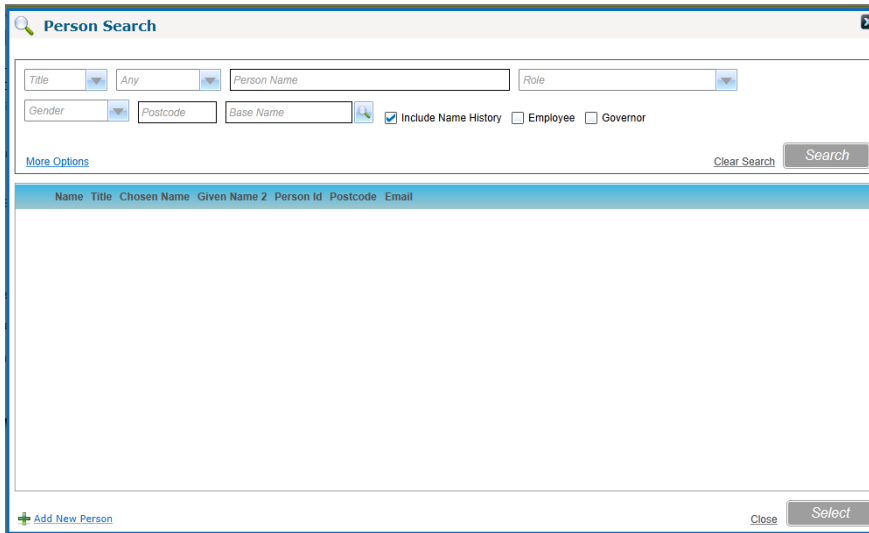 Person Search
Title Any Person Name Role
Gender Postcode Base Name Include Name History Employee Governor
More Options Clear Search Search
Name Title Chosen Name Given Name 2 Person Id Postcode Email
Add New Person Close Select